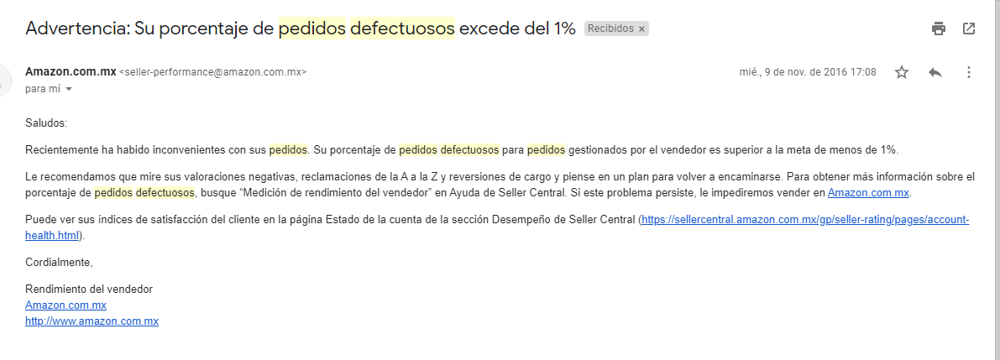 Advertencia: Su porcentaje de pedidos defectuosos excede del 1% Recibidos ×
Amazon.com.mx <seller-performance@amazon.com.mx> mié., 9 de nov. de 2016 17:08
para mí
Saludos:
Recientemente ha habido inconvenientes con sus pedidos. Su porcentaje de pedidos defectuosos para pedidos gestionados por el vendedor es superior a la meta de menos de 1%.
Le recomendamos que mire sus valoraciones negativas, reclamaciones de la A a la Z y reversiones de cargo y piense en un plan para volver a encaminarse. Para obtener más información sobre el
porcentaje de pedidos defectuosos, busque “Medición de rendimiento del vendedor” en Ayuda de Seller Central. Si este problema persiste, le impediremos vender en Amazon.com.mx.
Puede ver sus índices de satisfacción del cliente en la página Estado de la cuenta de la sección Desempeño de Seller Central (https://sellercentral.amazon.com.mx/gp/seller-rating/pages/account-
health.html).
Cordialmente,
Rendimiento del vendedor
Amazon.com.mx
http://www.amazon.com.mx